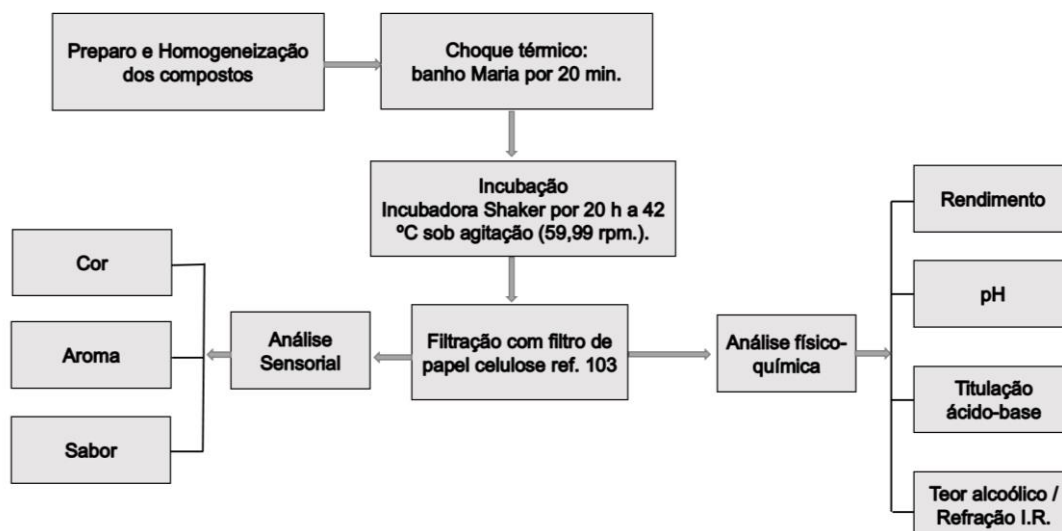 Preparo e Homogeneização
dos compostos
Choque térmico:
banho Maria por 20 min.
Incubação
Incubadora Shaker por 20 h a 42
ºC sob agitação (59,99 rpm.).
Filtração com filtro de
papel celulose ref. 103
Análise
Sensorial
Cor
Aroma
Sabor
Análise físico-
química
Rendimento
pH
Titulação
ácido-base
Teor alcoólico /
Refração I.R.